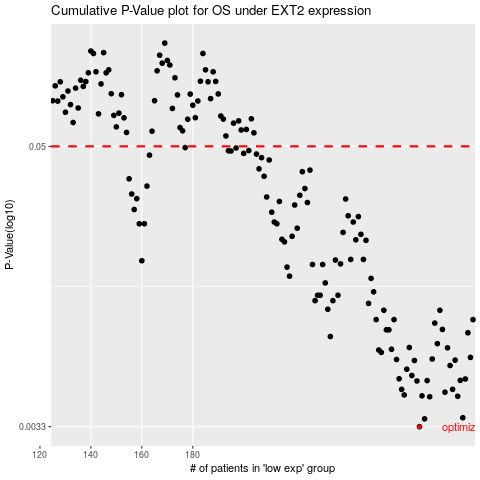 Cumulative P-Value plot for OS under EXT2 expression
P-Value(log10)
0.05
0.0033
optimiz
120 140 160 180
# of patients in 'low exp' group